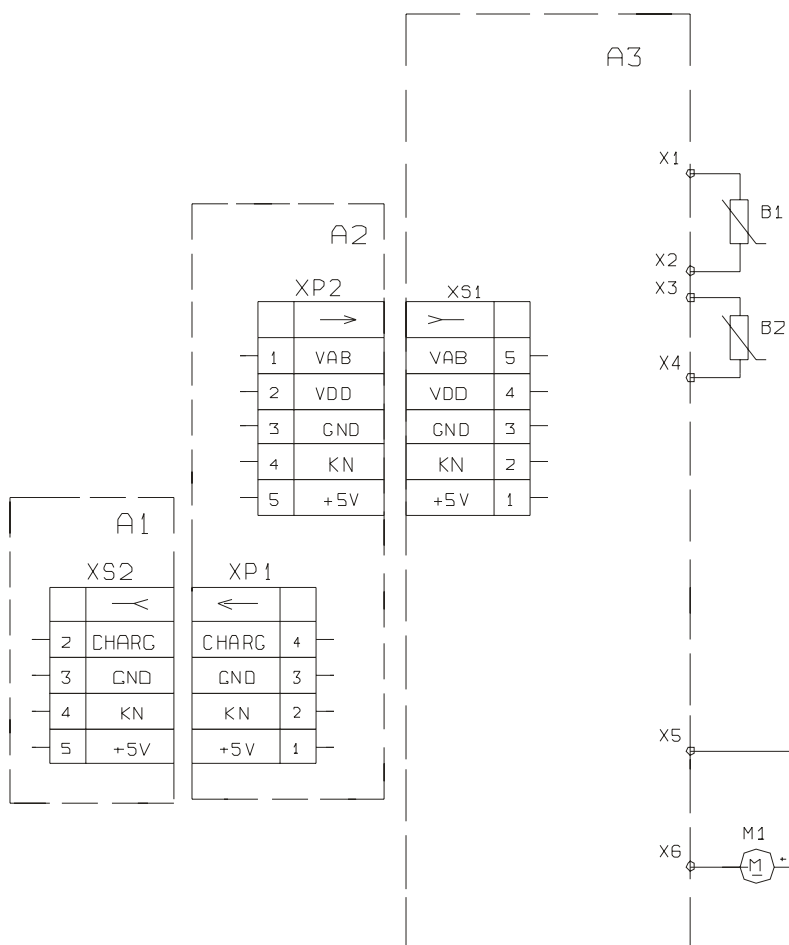 A3
X1
B1
A2
X2
XP2
XS1
X3
B2
1 VAB VAB 5
X4
2 VDD VDD 4
3 GND GND 3
4 KN KN 2
5 +5V +5V 1
A1
XS2 XP1
2 CHARG CHARG 4
3 GND GND 3
4 KN KN 2
5 +5V +5V 1
X5
M1
X6
M +